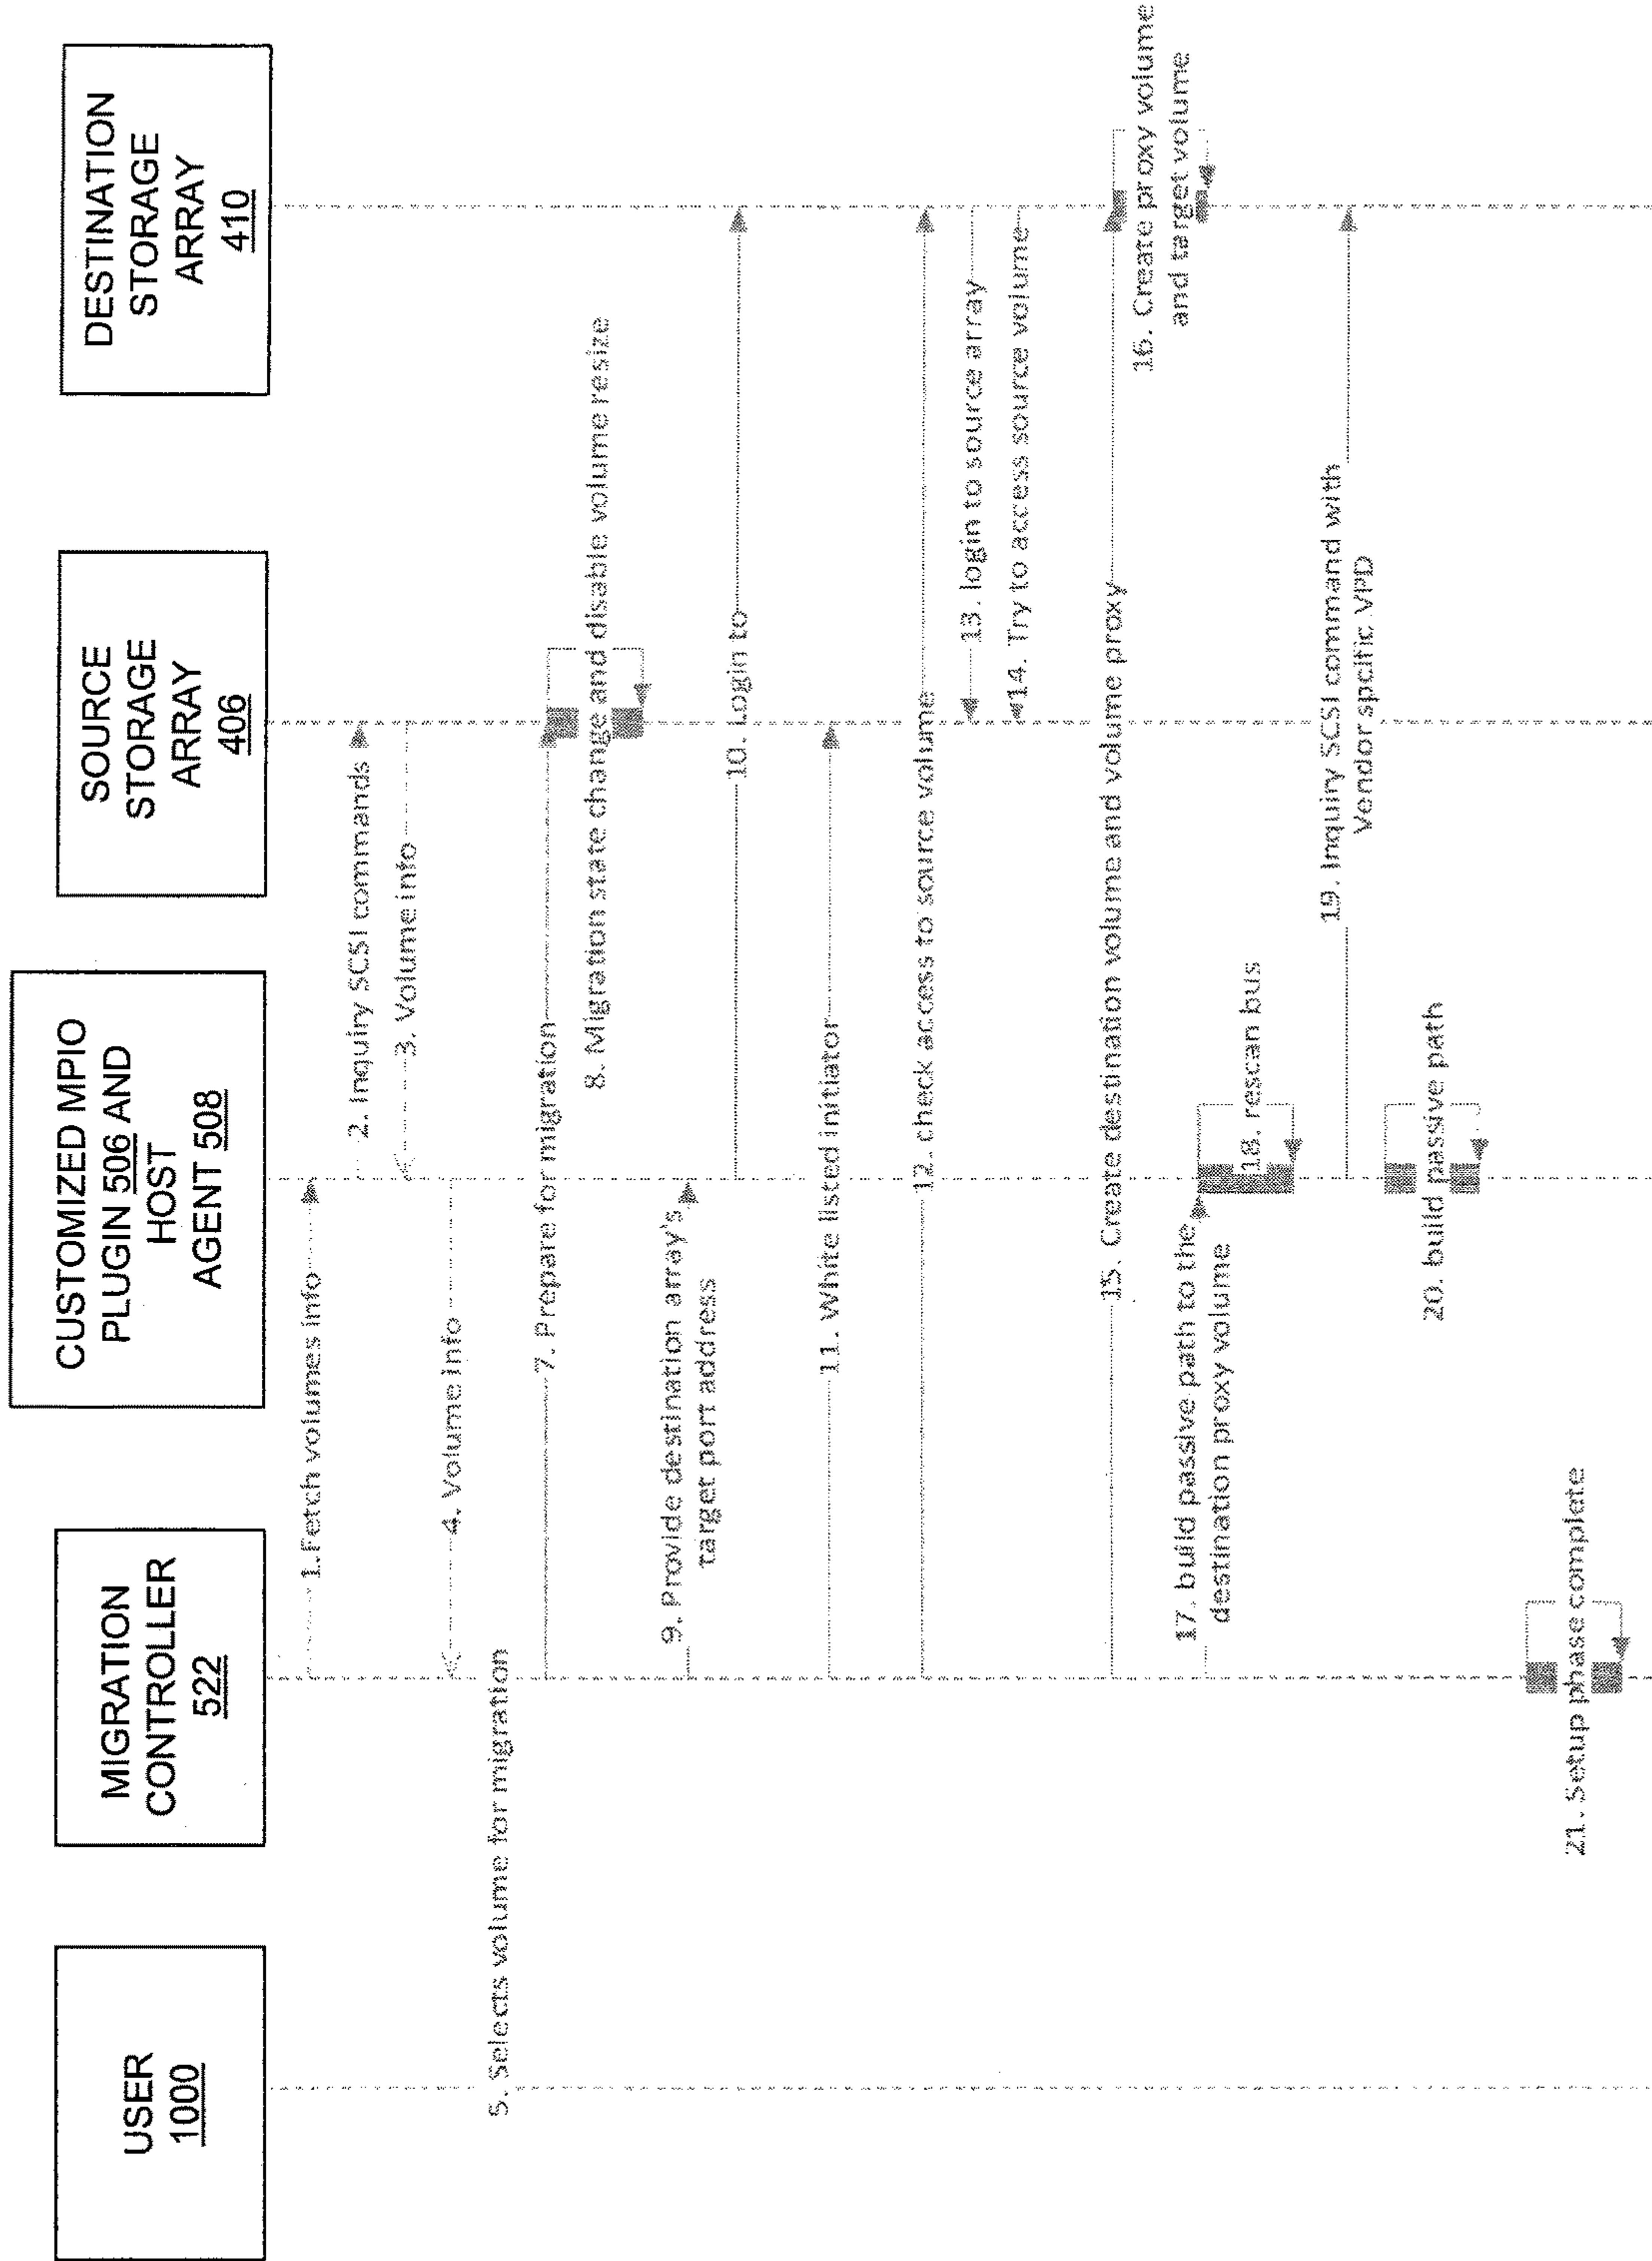 USER
1000
MIGRATION
CONTROLLER
522
CUSTOMIZED MPIO
PLUGIN 506 AND
HOST
AGENT 508
SOURCE
STORAGE
ARRAY
406
DESTINATION
STORAGE
ARRAY
410
1.Fetch volumes info
2. Inquiry SCSI commands
3. Volume info
4. Volume info
5. Selects volume for migration
7. Prepare for migration
8. Migration state change and disable volume resize
9. Provide destination array's
target port address
10. Login to
11. White listed initiator
12. check access to source volume
13. login to source array
14. Try to access source volume
15. Create destination volume and volume proxy
16. Create proxy volume
and target volume
17. build passive path to the
destination proxy volume
18. rescan bus
19. Inquiry SCSI command with
Vendor spcific VPD
20. build passive path
21. Setup phase complete